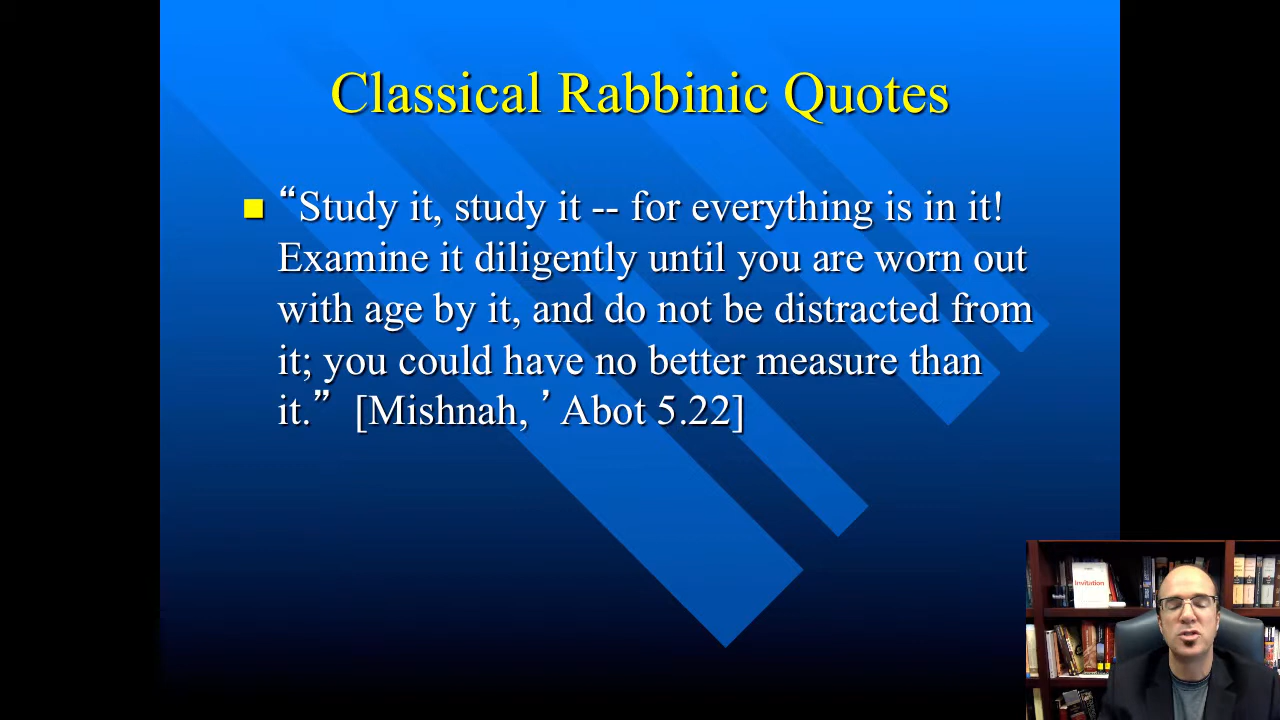 Classical Rabbinic Quotes
“Study it, study it -- for everything is in it!
Examine it diligently until you are worn out
with age by it, and do not be distracted from
it; you could have no better measure than
it.” [Mishnah, ’Abot 5.22]
Invitation